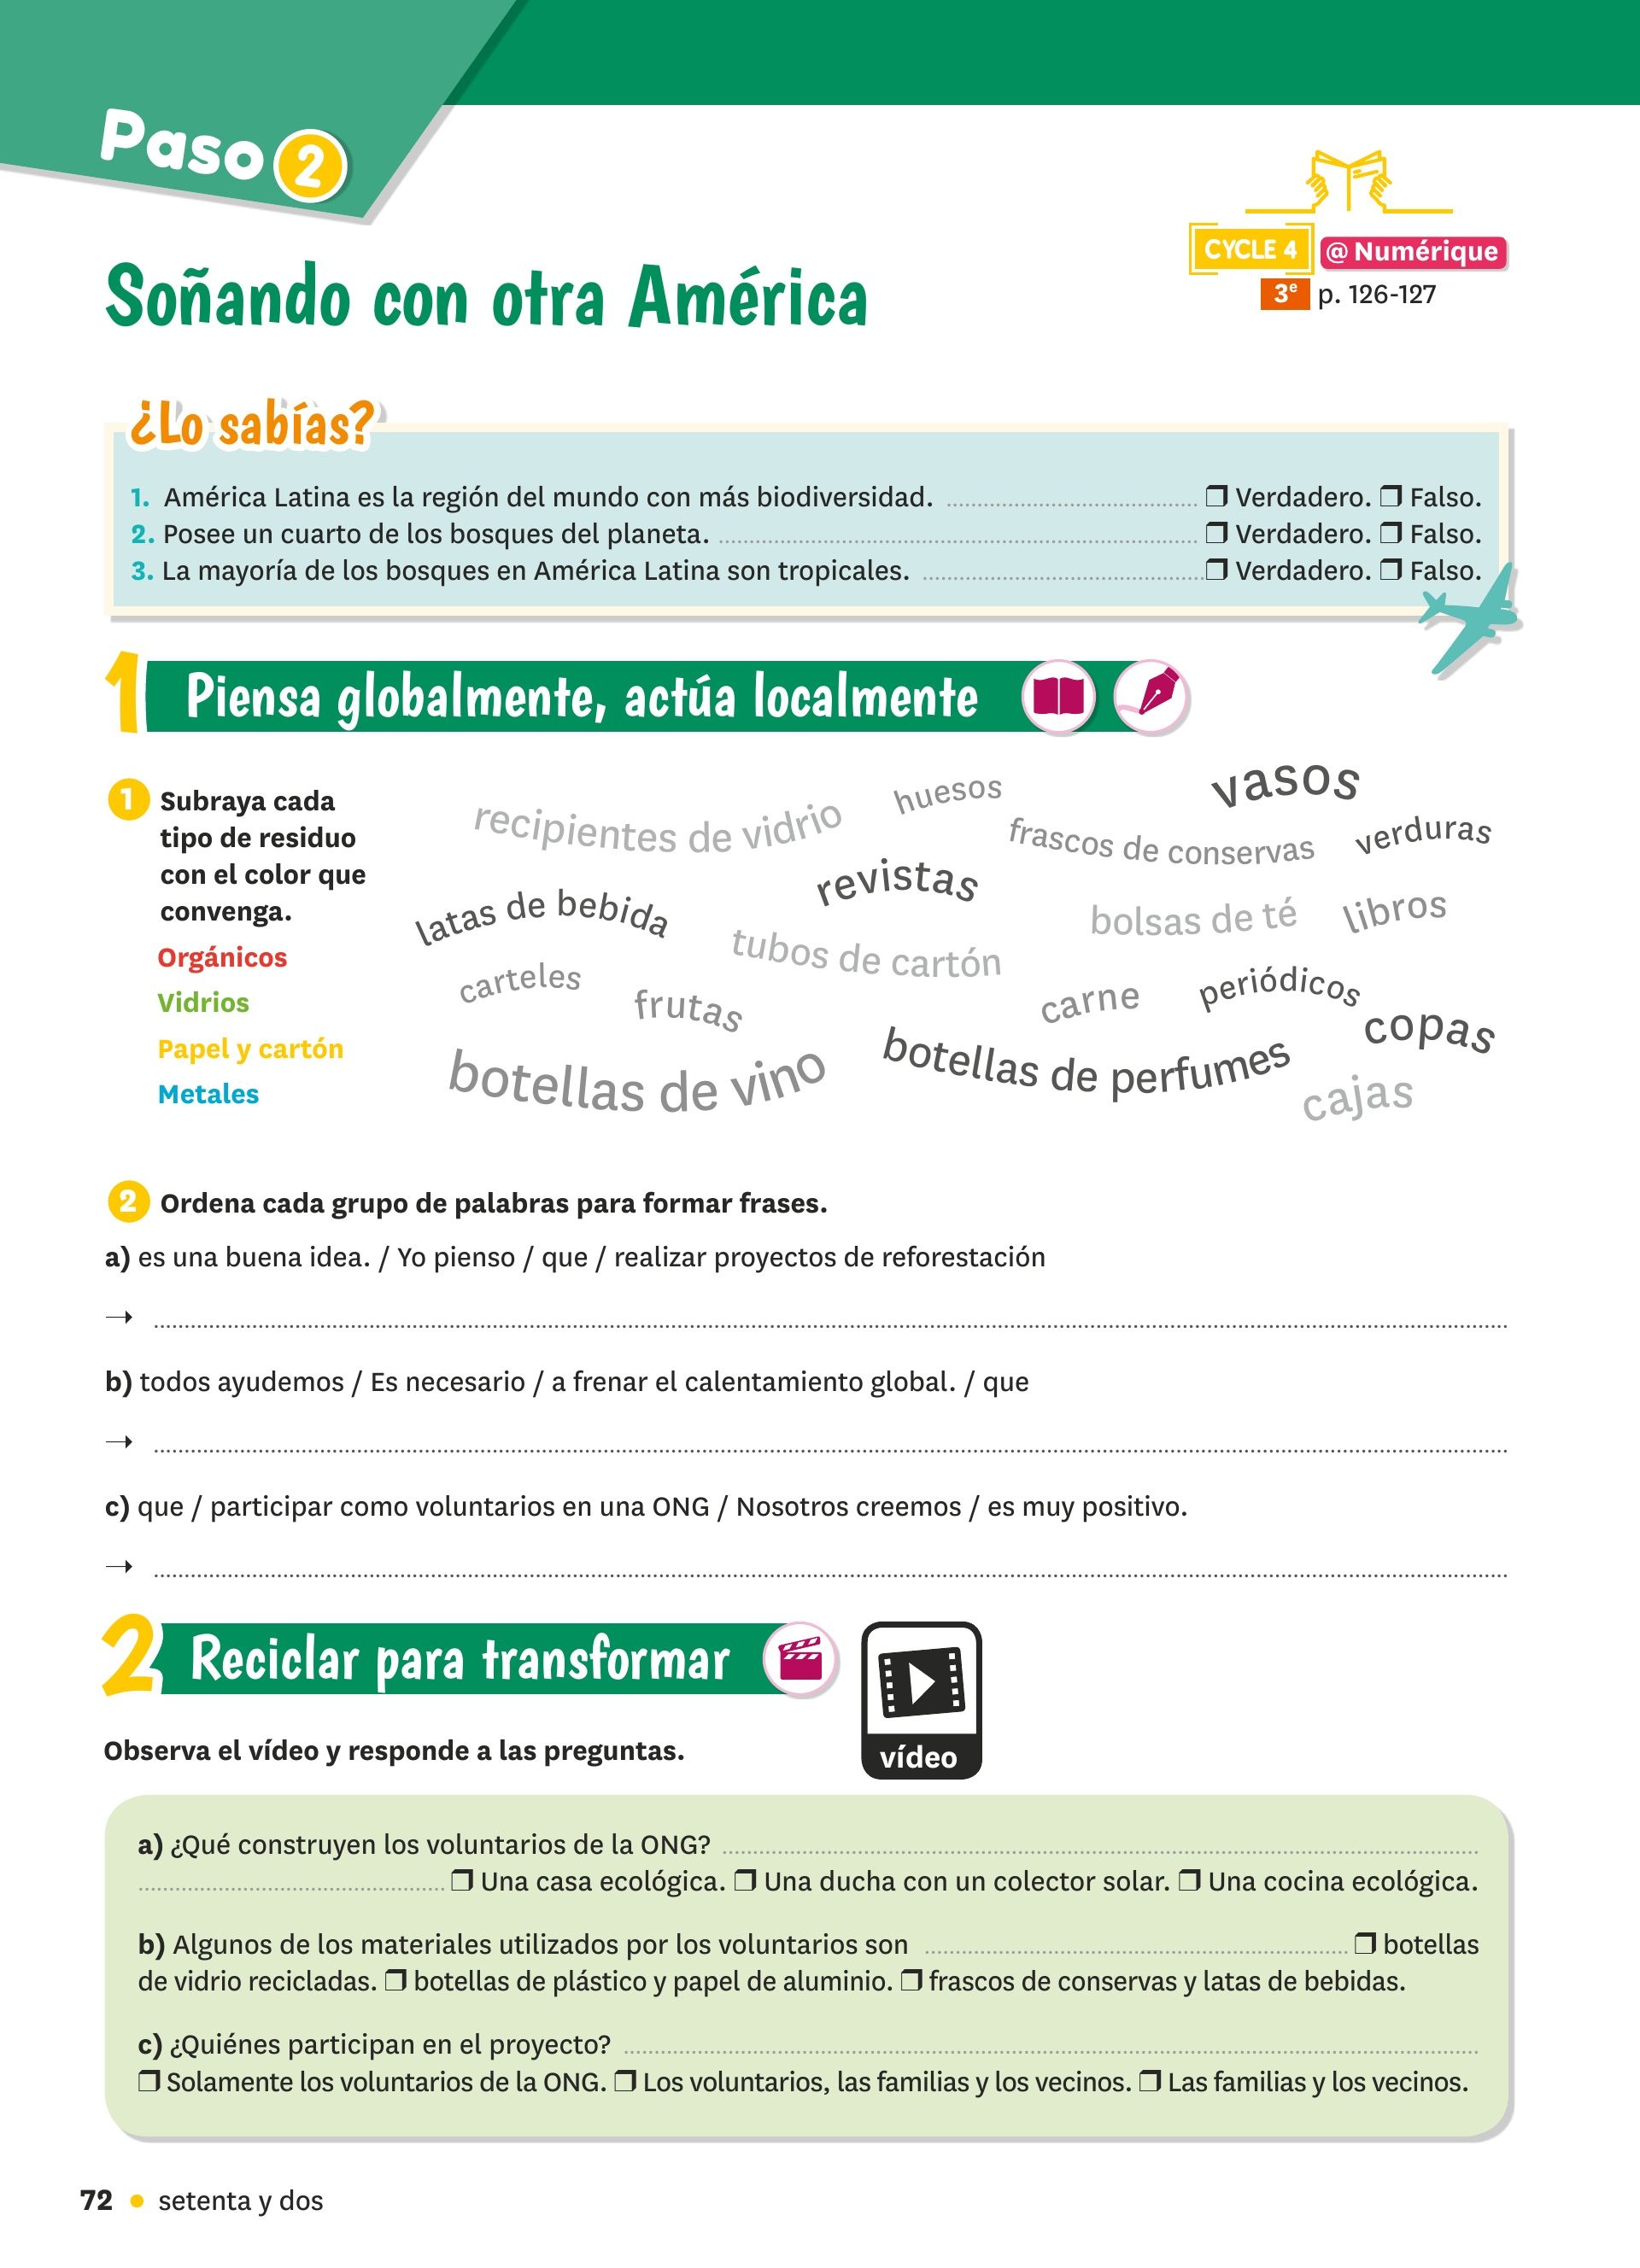 Paso 2
CYCLE 4 @ Numérique
3e p. 126-127
Soñando con otra América
¿Lo sabías?
1. América Latina es la región del mundo con más biodiversidad. ❒ Verdadero. ❒ Falso.
2. Posee un cuarto de los bosques del planeta. ❒ Verdadero. ❒ Falso.
3. La mayoría de los bosques en América Latina son tropicales. ❒ Verdadero. ❒ Falso.
1 Piensa globalmente, actúa localmente
1 Subraya cada
tipo de residuo
con el color que
convenga.
Orgánicos
Vidrios
Papel y cartón
Metales
recipientes de vidrio
huesos
vasos
frascos de conservas
verduras
revistas
latas de bebida
bolsas de té
libros
tubos de cartón
carteles
frutas
carne
periódicos
copas
botellas de vino
botellas de perfumes
cajas
2 Ordena cada grupo de palabras para formar frases.
a) es una buena idea. / Yo pienso / que / realizar proyectos de reforestación
→
b) todos ayudemos / Es necesario / a frenar el calentamiento global. / que
→
c) que / participar como voluntarios en una ONG / Nosotros creemos / es muy positivo.
→
2 Reciclar para transformar
vídeo
Observa el vídeo y responde a las preguntas.
a) ¿Qué construyen los voluntarios de la ONG?
❒ Una casa ecológica. ❒ Una ducha con un colector solar. ❒ Una cocina ecológica.
b) Algunos de los materiales utilizados por los voluntarios son ❒ botellas
de vidrio recicladas. ❒ botellas de plástico y papel de aluminio. ❒ frascos de conservas y latas de bebidas.
c) ¿Quiénes participan en el proyecto?
❒ Solamente los voluntarios de la ONG. ❒ Los voluntarios, las familias y los vecinos. ❒ Las familias y los vecinos.
72 • setenta y dos